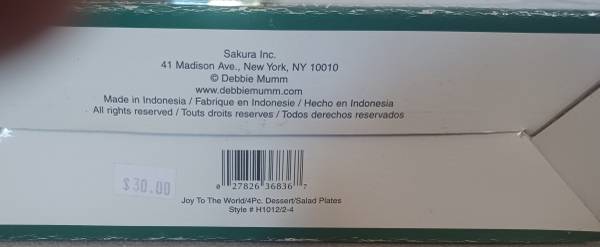 Sakura Inc.
41 Madison Ave., New York, NY 10010
© Debbie Mumm
www.debbiemumm.com
Made in Indonesia / Fabrique en Indonesie / Hecho en Indonesia
All rights reserved / Touts droits reserves / Todos derechos reservados
$30.00
0 27826 36836 7
Joy To The World/4Pc. Dessert/Salad Plates
Style # H1012/2-4